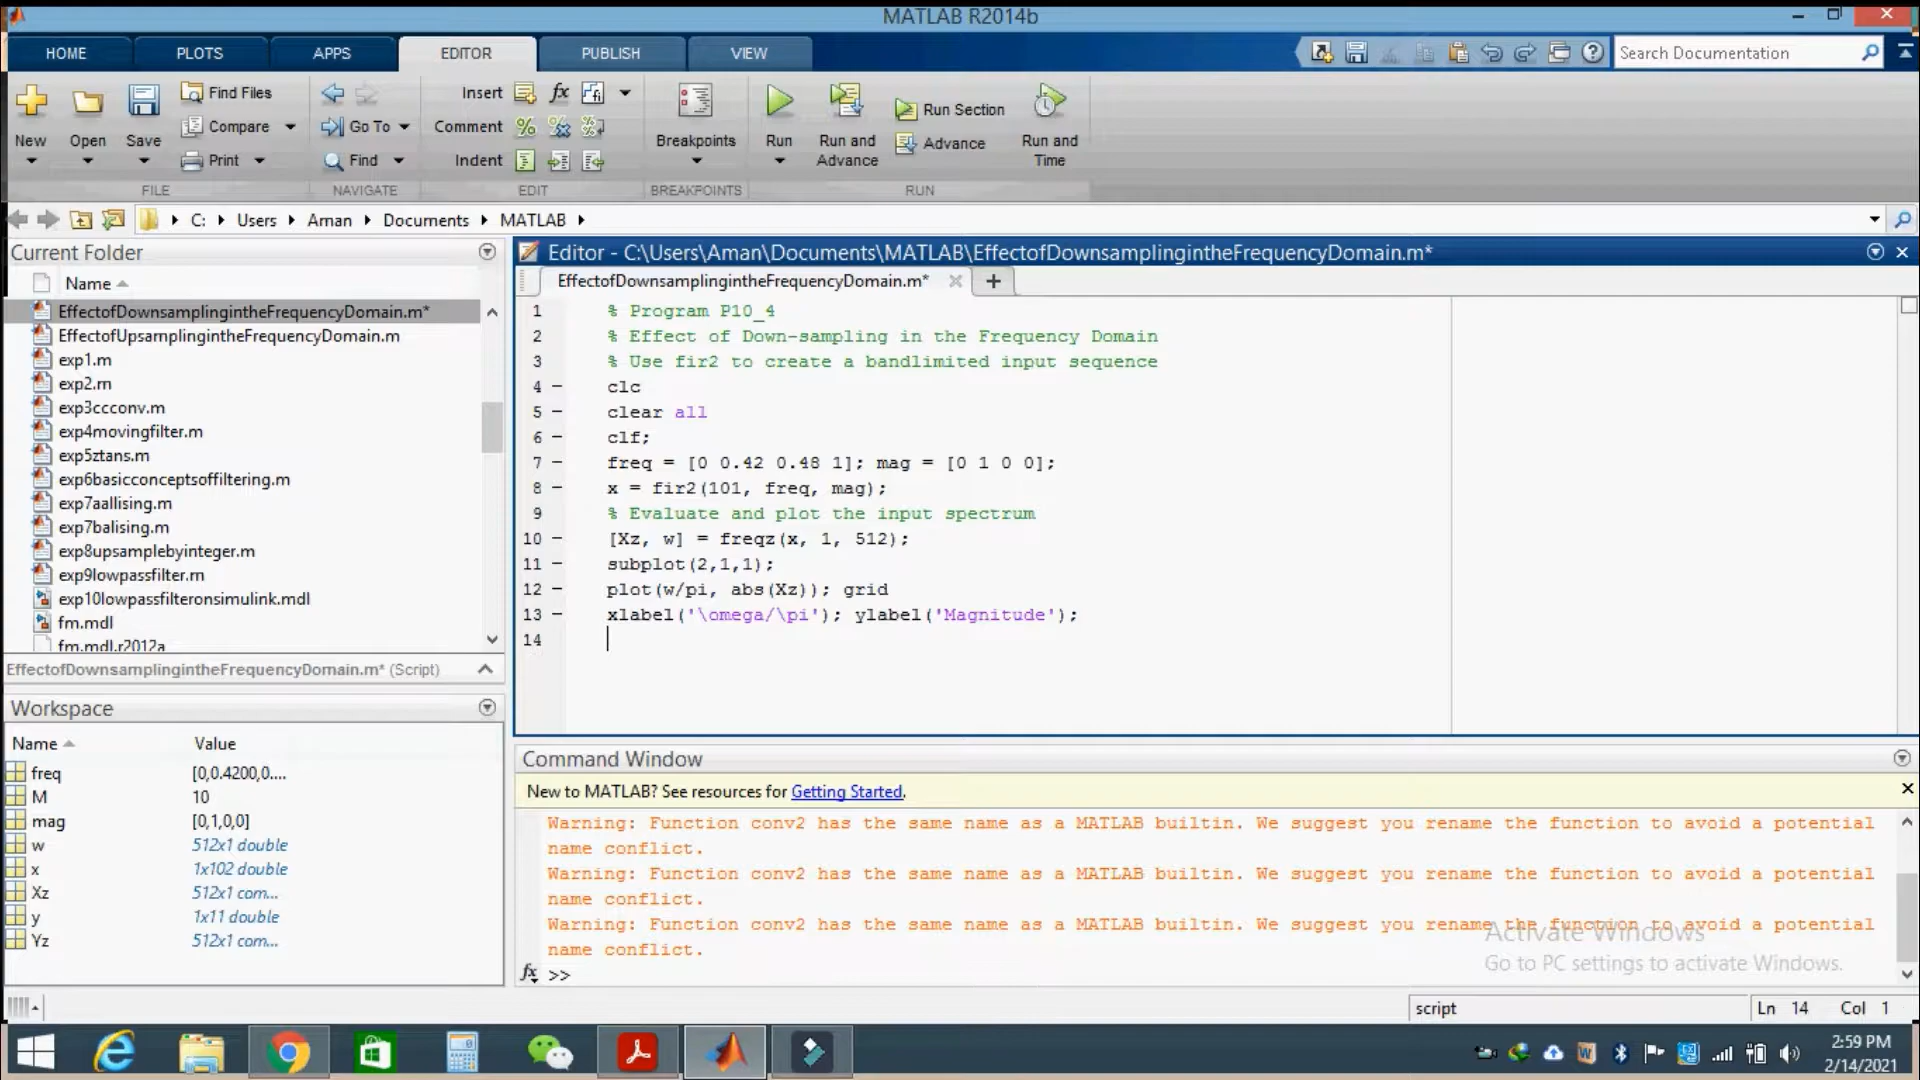 MATLAB R2014b
HOME PLOTS APPS EDITOR PUBLISH VIEW
Search Documentation
New Open Save
Find Files
Compare
Print
FILE
Go To
Find
NAVIGATE
Insert
Comment
Indent
EDIT
Breakpoints
BREAKPOINTS
Run
Run and Advance
Run Section
Advance
Run and Time
RUN
C: Users Aman Documents MATLAB
Current Folder
Name
EffectofDownsamplingintheFrequencyDomain.m*
EffectofUpsamplingintheFrequencyDomain.m
exp1.m
exp2.m
exp3ccconv.m
exp4movingfilter.m
exp5ztans.m
exp6basicconceptsoffiltering.m
exp7aallising.m
exp7balising.m
exp8upsamplebyinteger.m
exp9lowpassfilter.m
exp10lowpassfilteronsimulink.mdl
fm.mdl
fm.mdl.r2012a
EffectofDownsamplingintheFrequencyDomain.m* (Script)
Workspace
Name Value
freq [0,0.4200,0....
M 10
mag [0,1,0,0]
w 512x1 double
x 1x102 double
Xz 512x1 com...
y 1x11 double
Yz 512x1 com...
Editor - C:\Users\Aman\Documents\MATLAB\EffectofDownsamplingintheFrequencyDomain.m*
EffectofDownsamplingintheFrequencyDomain.m*
1 % Program P10_4
2 % Effect of Down-sampling in the Frequency Domain
3 % Use fir2 to create a bandlimited input sequence
4 - clc
5 - clear all
6 - clf;
7 - freq = [0 0.42 0.48 1]; mag = [0 1 0 0];
8 - x = fir2(101, freq, mag);
9 % Evaluate and plot the input spectrum
10 - [Xz, w] = freqz(x, 1, 512);
11 - subplot(2,1,1);
12 - plot(w/pi, abs(Xz)); grid
13 - xlabel('\omega/\pi'); ylabel('Magnitude');
14
Command Window
New to MATLAB? See resources for Getting Started.
Warning: Function conv2 has the same name as a MATLAB builtin. We suggest you rename the function to avoid a potential
name conflict.
Warning: Function conv2 has the same name as a MATLAB builtin. We suggest you rename the function to avoid a potential
name conflict.
Warning: Function conv2 has the same name as a MATLAB builtin. We suggest you rename the function to avoid a potential
name conflict.
fx >>
Activate Windows
Go to PC settings to activate Windows.
script Ln 14 Col 1
2:59 PM
2/14/2021